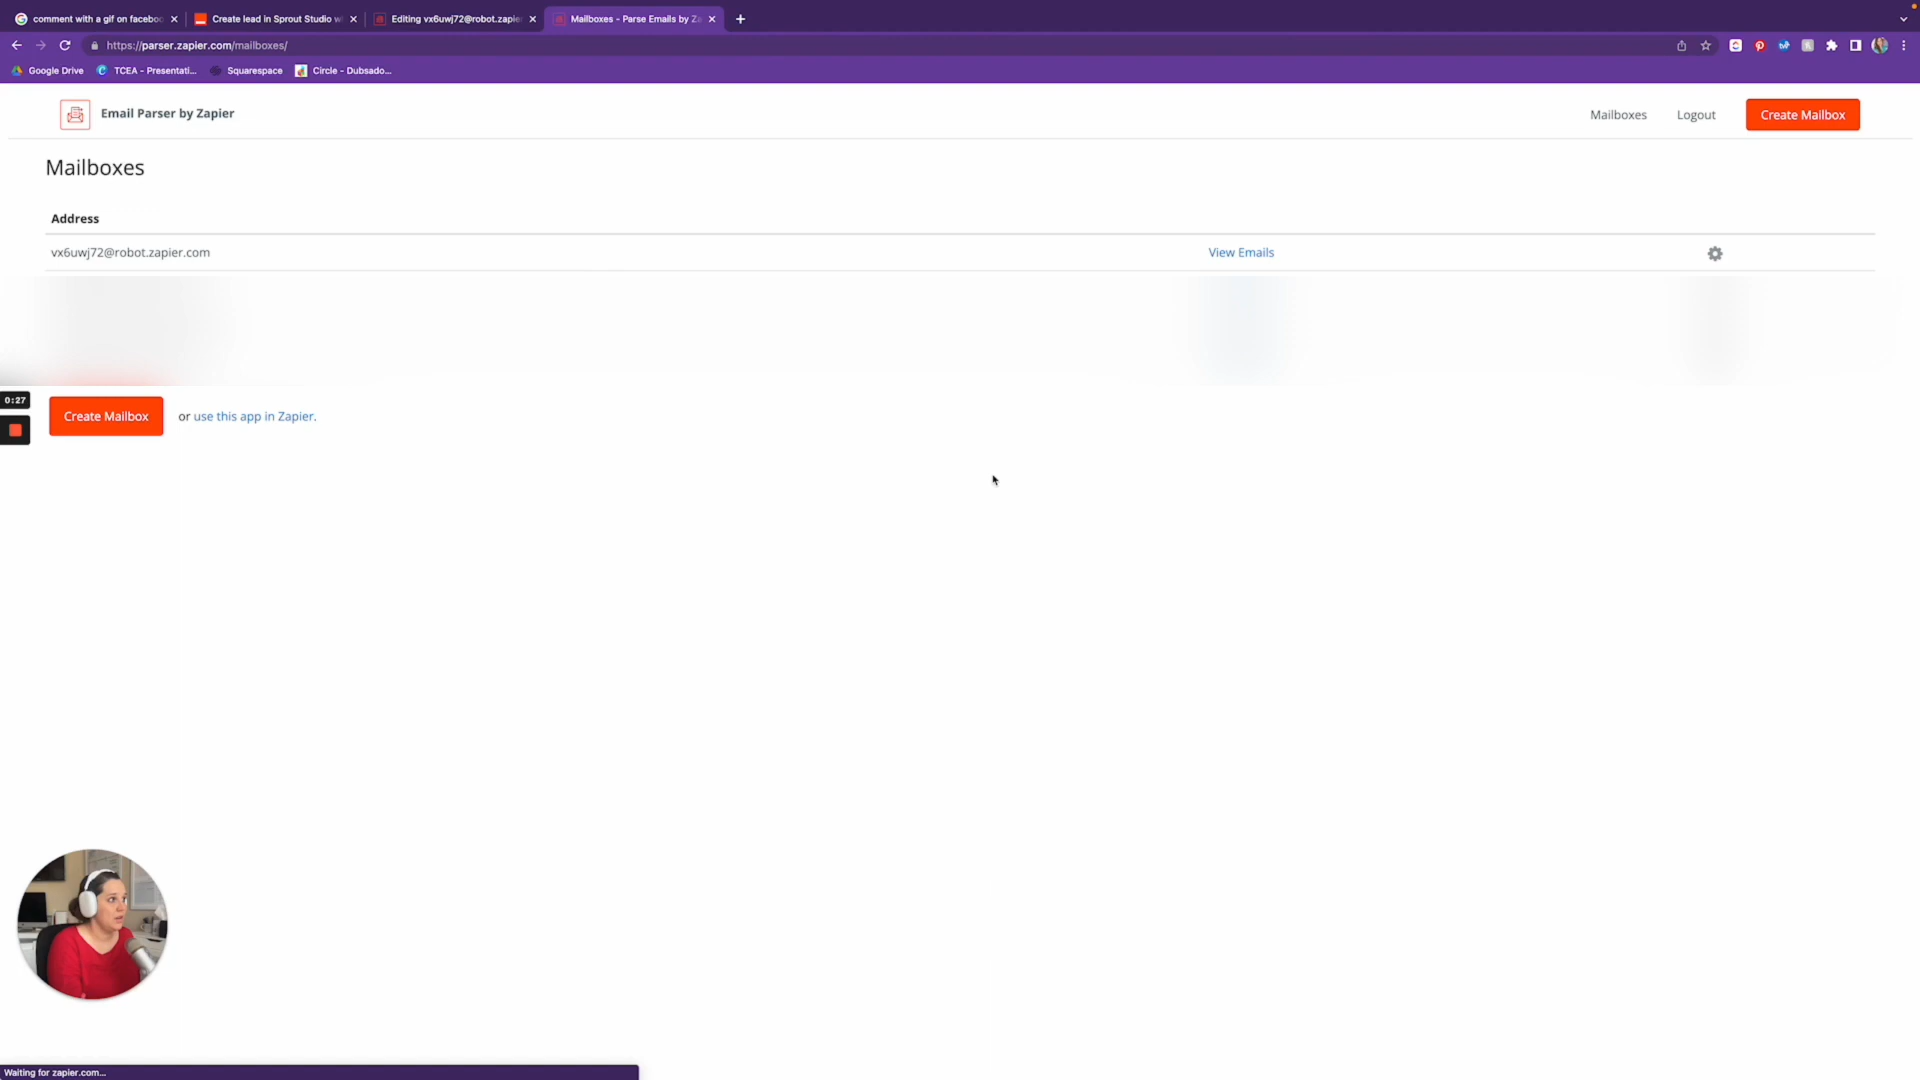 comment with a gif on facebo
Create lead in Sprout Studio w
Editing vx6uwj72@robot.zapier
Mailboxes - Parse Emails by Za
https://parser.zapier.com/mailboxes/
Google Drive
TCEA - Presentati...
Squarespace
Circle - Dubsado...
Email Parser by Zapier
Mailboxes
Logout
Create Mailbox
Mailboxes
Address
vx6uwj72@robot.zapier.com
View Emails
0:27
Create Mailbox
or use this app in Zapier.
Waiting for zapier.com...